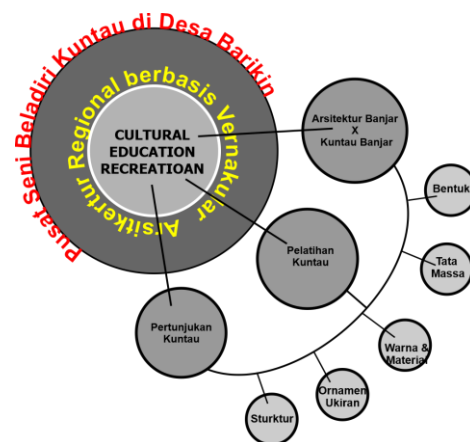 Pusat Seni Beladiri Kuntau di Desa Barikin
Arsitkertur Regional berbasis Vernakular
CULTURAL
EDUCATION
RECREATIOAN
Arsitektur Banjar
X
Kuntau Banjar
Pelatihan
Kuntau
Pertunjukan
Kuntau
Bentuk
Tata
Massa
Warna &
Material
Ornamen
Ukiran
Sturktur